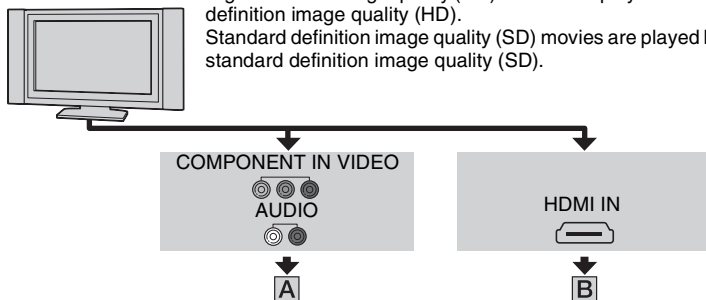 definition image quality (HD).
Standard definition image quality (SD) movies are played
standard definition image quality (SD).
COMPONENT IN VIDEO
AUDIO
HDMI IN
A
B